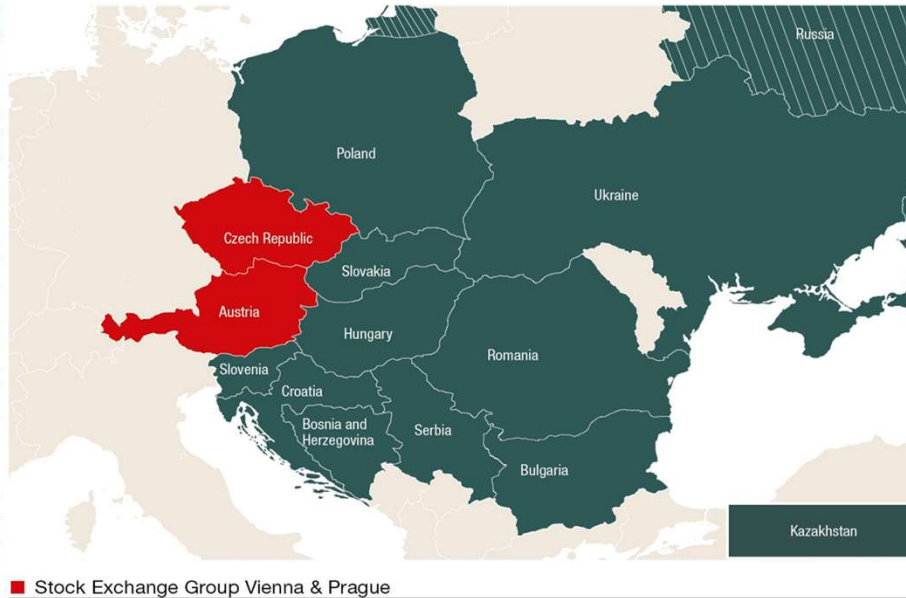 Russia
Poland
Ukraine
Czech Republic
Slovakia
Austria
Hungary
Romania
Slovenia
Croatia
Bosnia and
Herzegovina
Serbia
Bulgaria
Kazakhstan
Stock Exchange Group Vienna & Prague